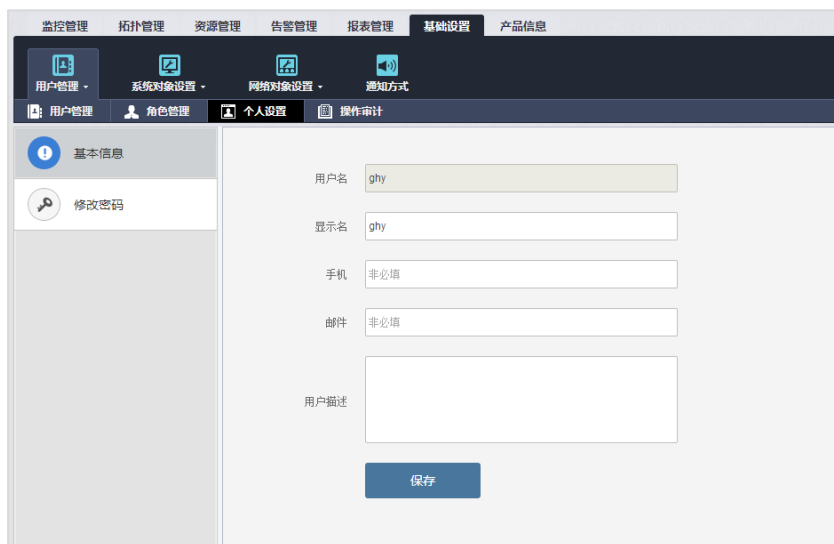 监控管理 拓扑管理 资源管理 告警管理 报表管理 基础设置 产品信息
用户管理 系统对象设置 网络对象设置 通知方式
用户管理 角色管理 个人设置 操作审计
基本信息
修改密码
用户名 ghy
显示名 ghy
手机 非必填
邮件 非必填
用户描述
保存